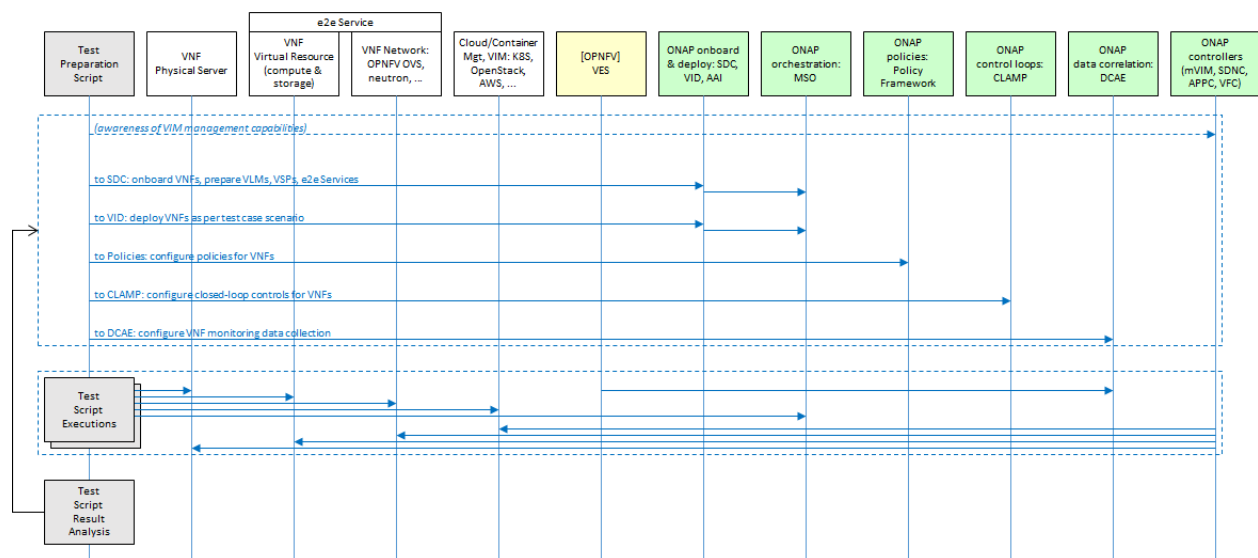 e2e Service
Test
Preparation
Script
VNF
Physical Server
VNF
Virtual Resource
(compute &
storage)
VNF Network:
OPNFV OVS,
neutron, ...
Cloud/Container
Mgt, VIM: K8S,
OpenStack,
AWS, ...
[OPNFV]
VES
ONAP onboard
& deploy: SDC,
VID, AAI
ONAP
orchestration:
MSO
ONAP
policies:
Policy
Framework
ONAP
control loops:
CLAMP
ONAP
data correlation:
DCAE
ONAP
controllers
(mVIM, SDNC,
APPC, VFC)
(awareness of VIM management capabilities)
to SDC: onboard VNFs, prepare VLMs, VSPs, e2e Services
to VID: deploy VNFs as per test case scenario
to Policies: configure policies for VNFs
to CLAMP: configure closed-loop controls for VNFs
to DCAE: configure VNF monitoring data collection
Test
Script
Executions
Test
Script
Result
Analysis